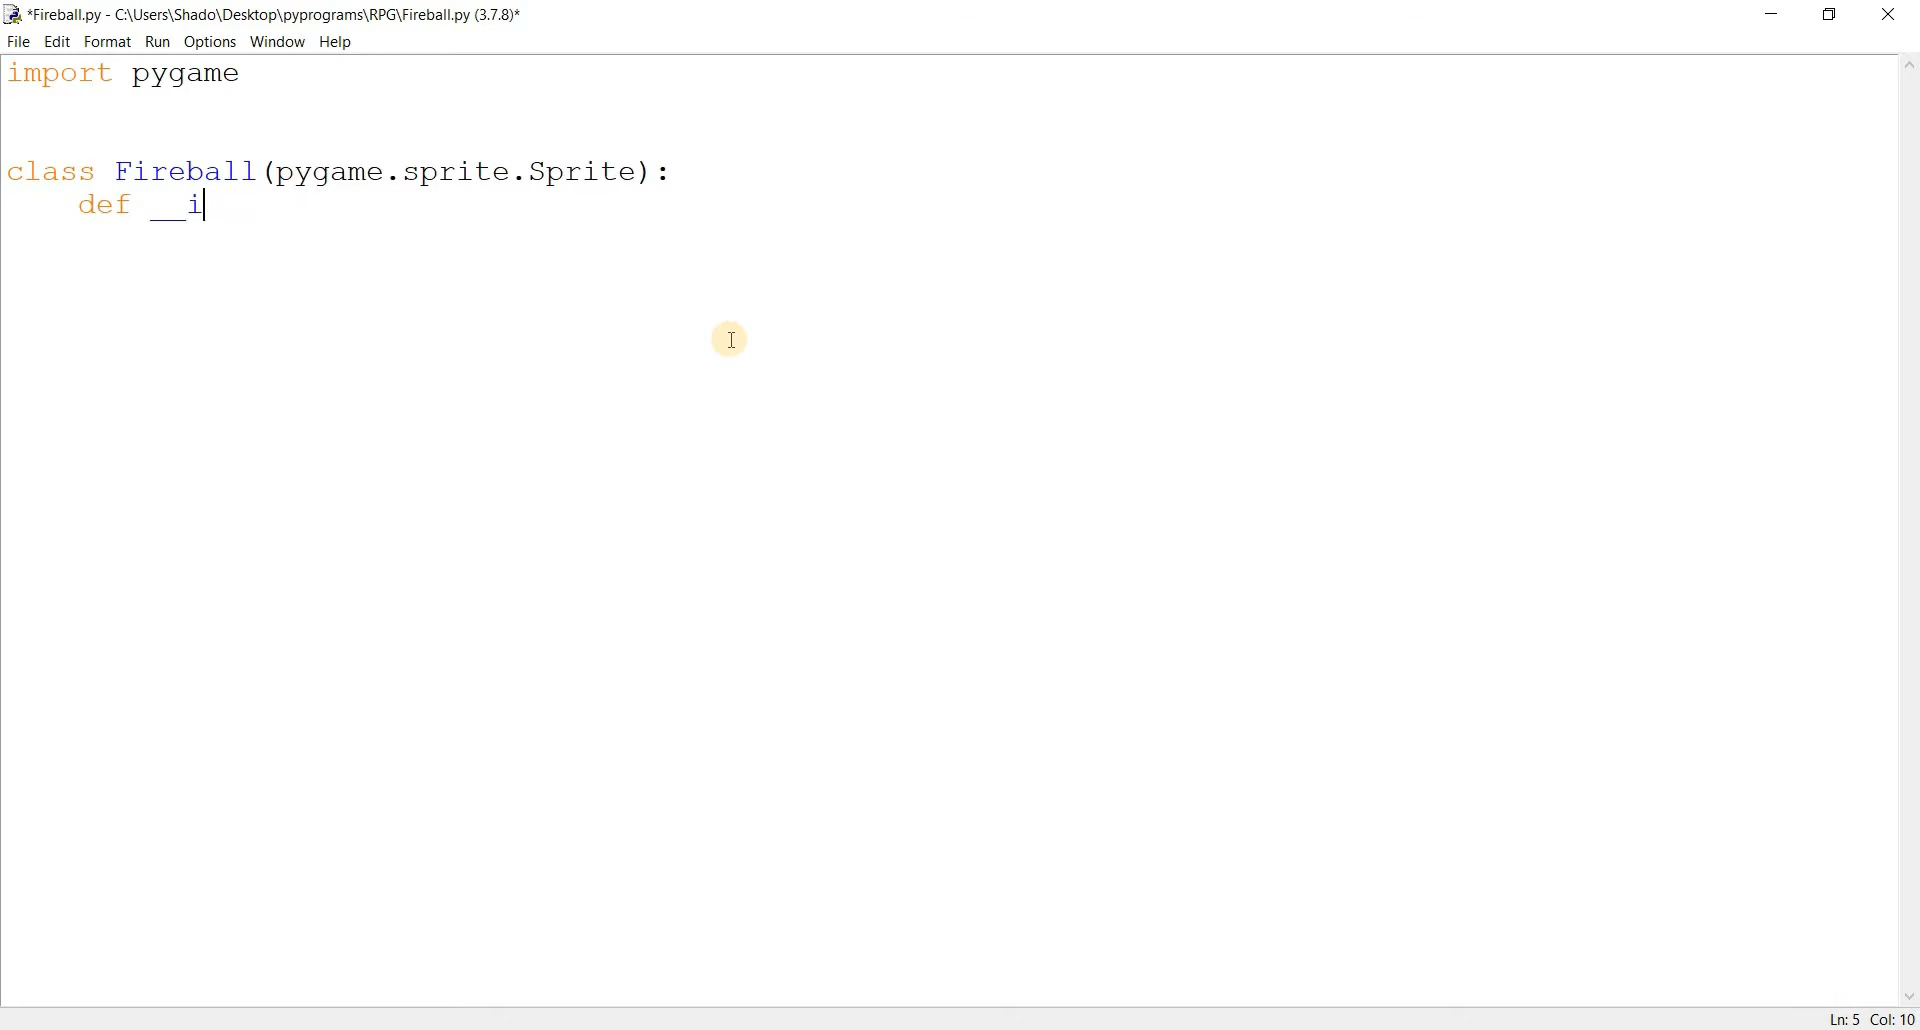 *Fireball.py - C:\Users\Shado\Desktop\pyprograms\RPG\Fireball.py (3.7.8)*
File Edit Format Run Options Window Help
import pygame
class Fireball(pygame.sprite.Sprite):
    def __i
Ln: 5 Col: 10